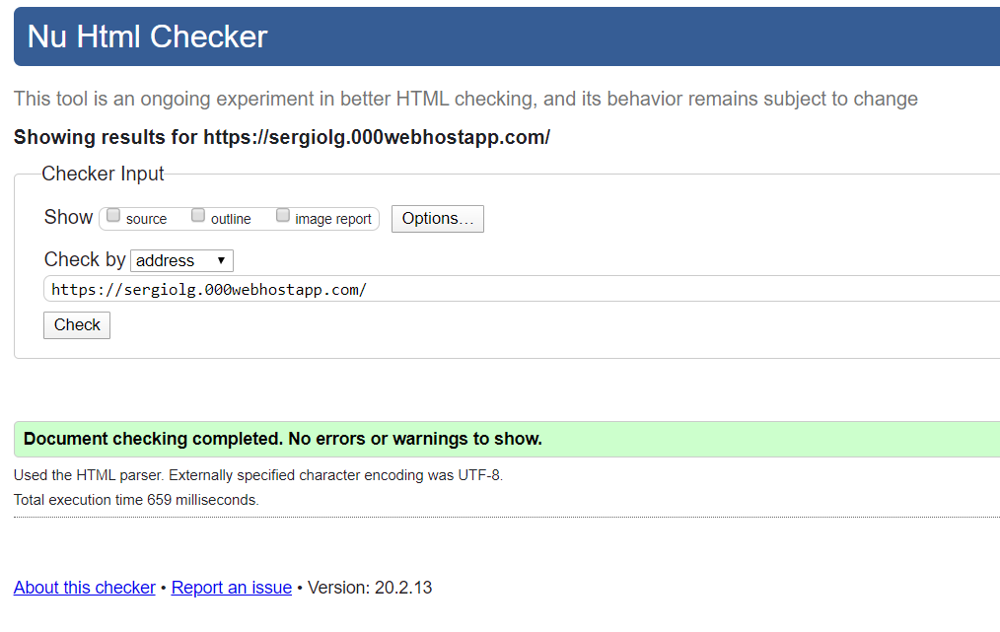 Nu Html Checker
This tool is an ongoing experiment in better HTML checking, and its behavior remains subject to change
Showing results for https://sergiolg.000webhostapp.com/
Checker Input
Show source outline image report Options...
Check by address ▼
https://sergiolg.000webhostapp.com/
Check
Document checking completed. No errors or warnings to show.
Used the HTML parser. Externally specified character encoding was UTF-8.
Total execution time 659 milliseconds.
About this checker • Report an issue • Version: 20.2.13